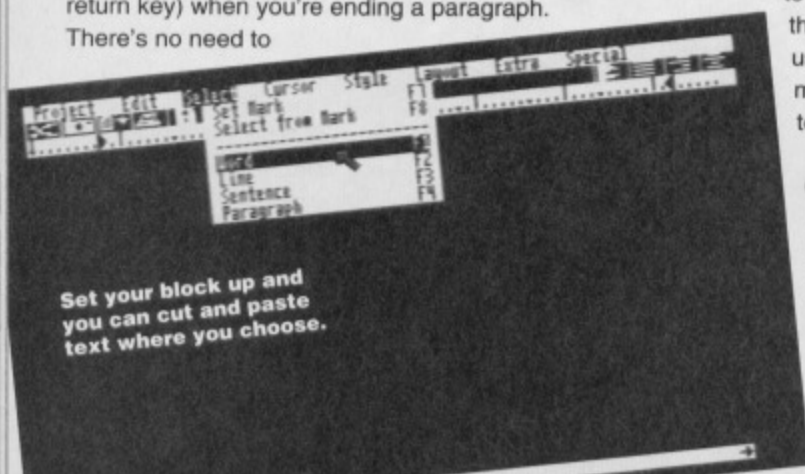 return key) when you're ending a paragraph.
There's no need to
Project Edit Select Cursor Style Layout Extra Special
Set Mark F7
Select from Mark F8
Word F1
Line F2
Sentence F3
Paragraph F4
Set your block up and
you can cut and paste
text where you choose.